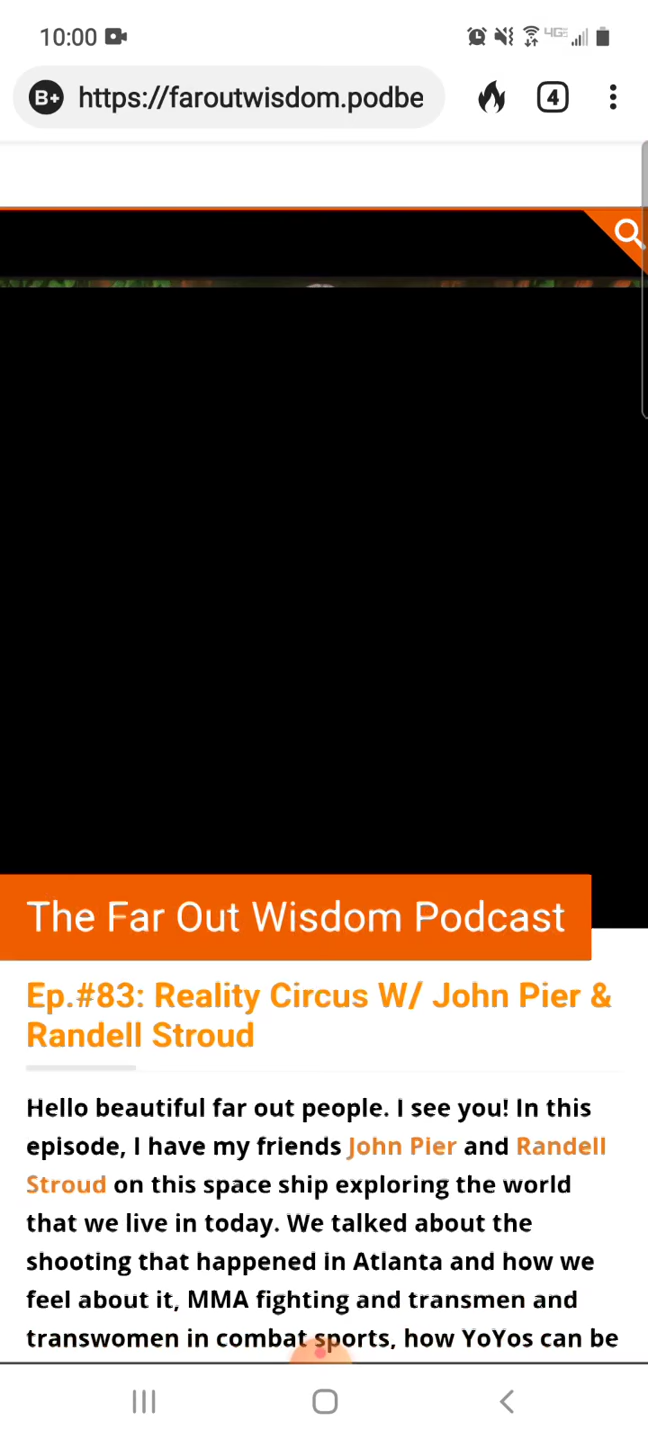 10:00
4G
B+ https://faroutwisdom.podbe
4
The Far Out Wisdom Podcast
Ep.#83: Reality Circus W/ John Pier &
Randell Stroud
Hello beautiful far out people. I see you! In this
episode, I have my friends John Pier and Randell
Stroud on this space ship exploring the world
that we live in today. We talked about the
shooting that happened in Atlanta and how we
feel about it, MMA fighting and transmen and
transwomen in combat sports, how YoYos can be